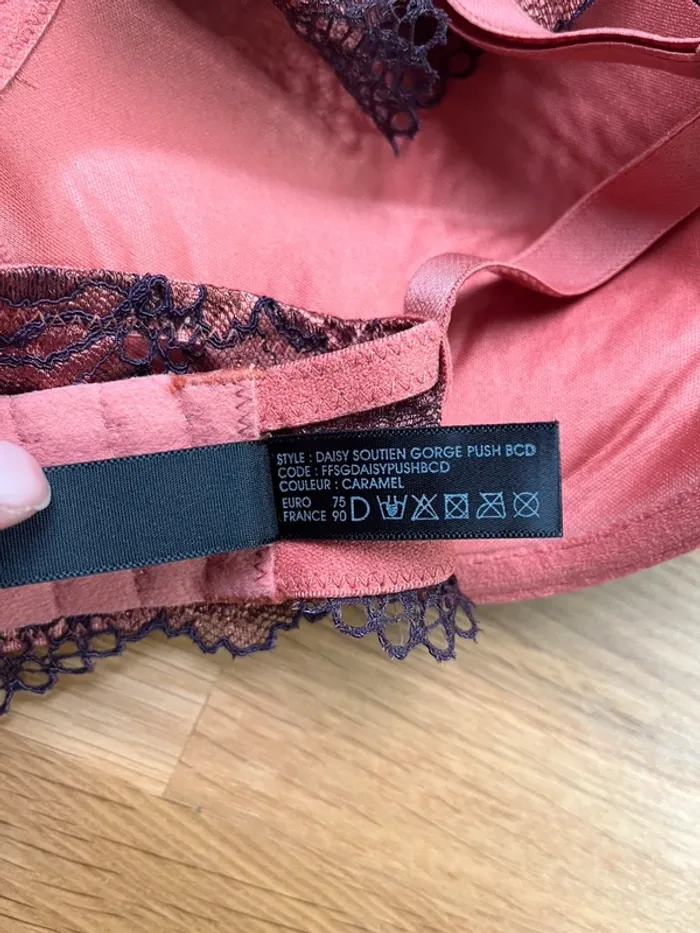 STYLE : DAISY SOUTIEN GORGE PUSH BCD
CODE : FFSGDAISYPUSHBCD
COULEUR : CARAMEL
EURO 75 D
FRANCE 90